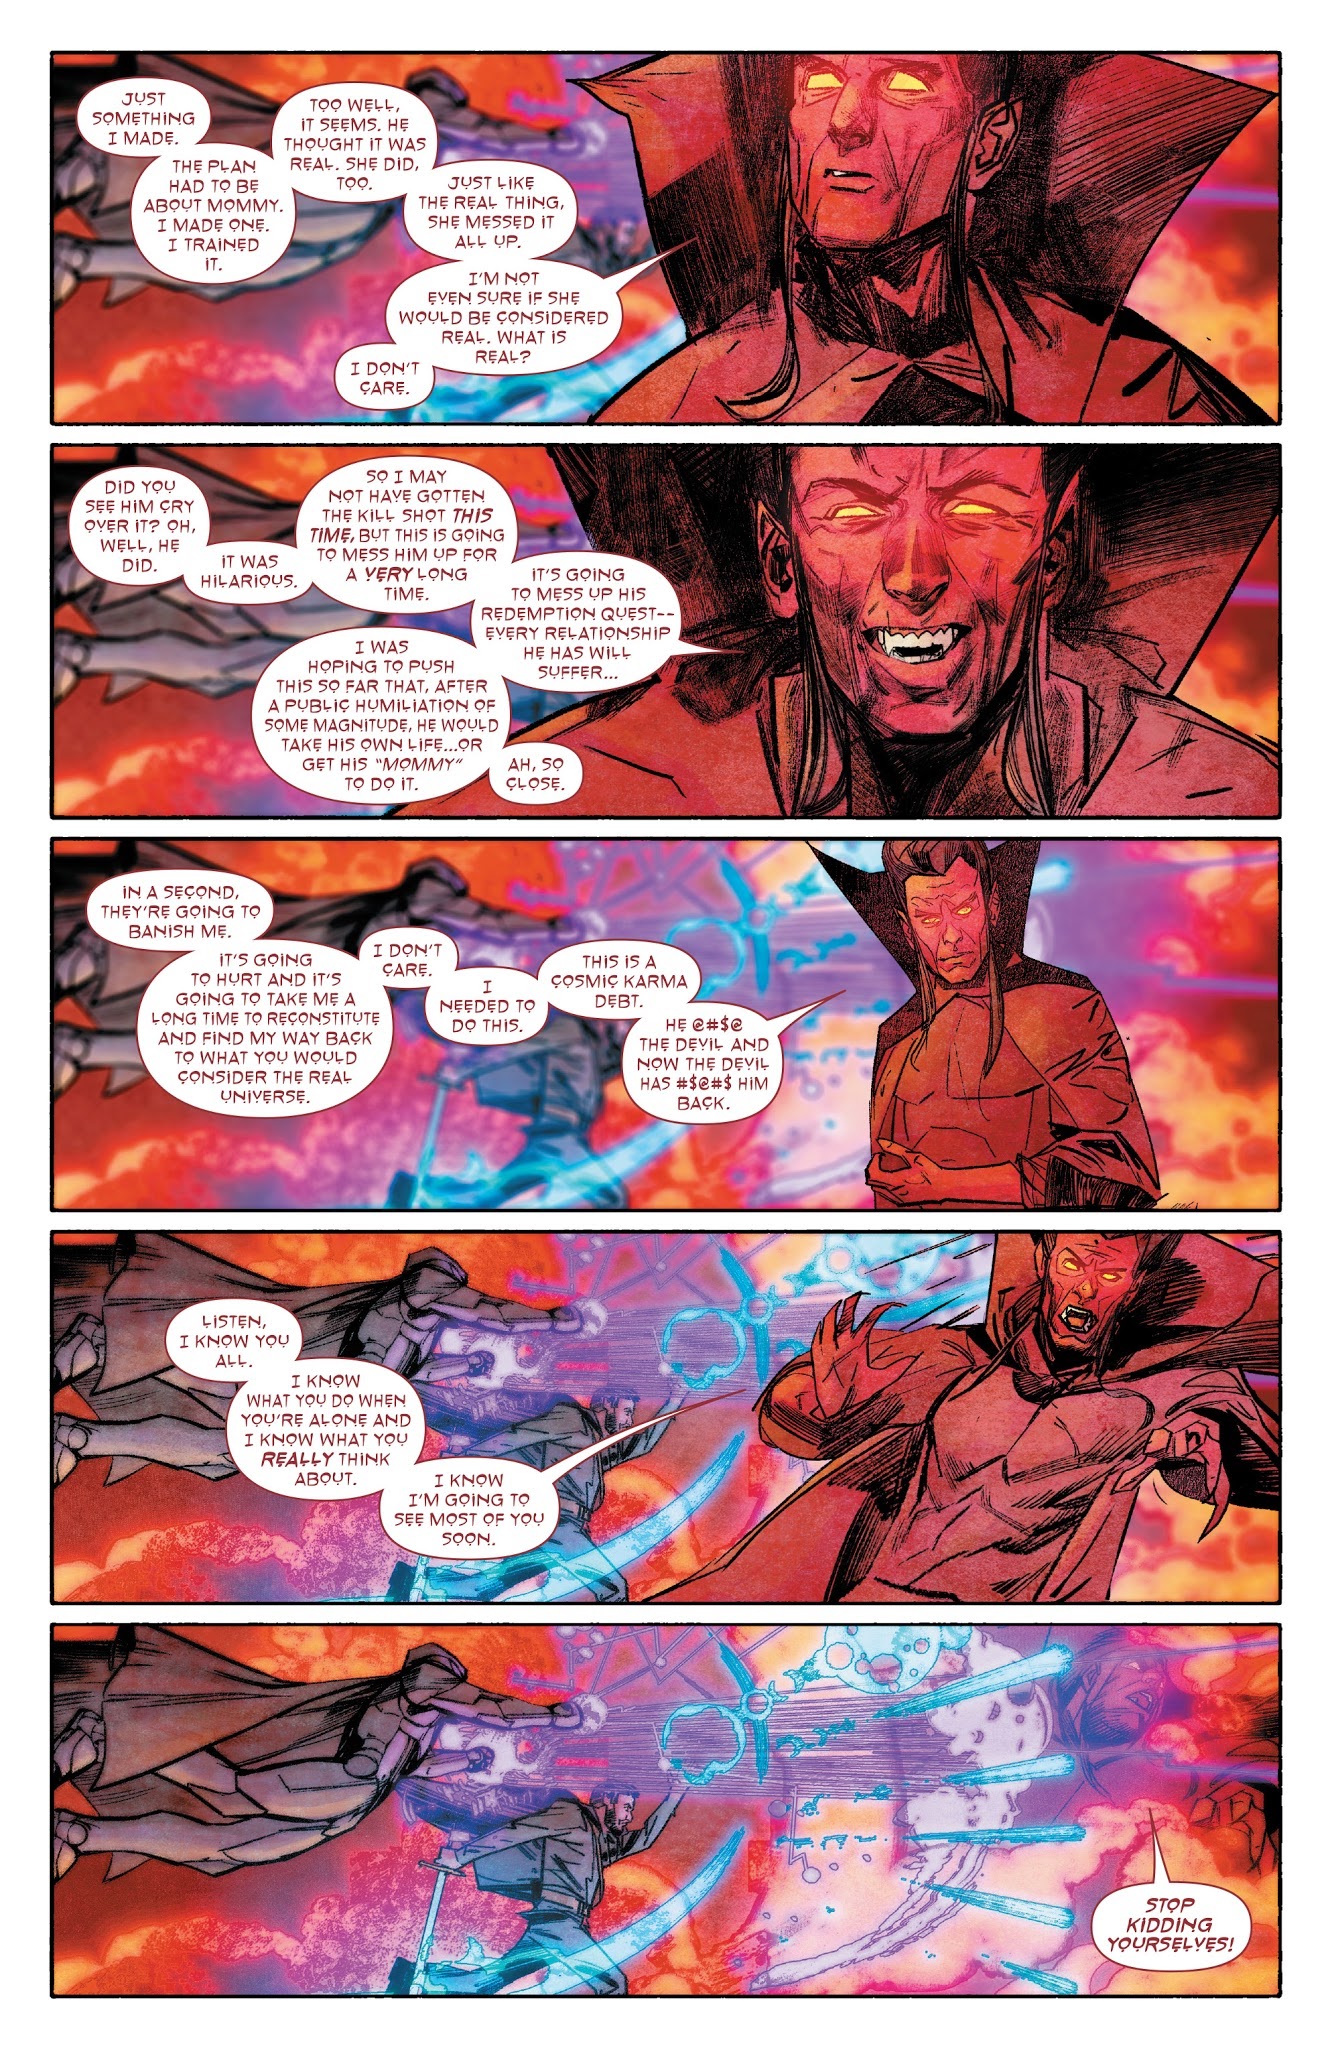 JUST
SOMETHING
I MADE.
THE PLAN
HAD TO BE
ABOUT MOMMY.
I MADE ONE.
I TRAINED
IT.
TOO WELL,
IT SEEMS. HE
THOUGHT IT WAS
REAL. SHE DID,
TOO.
JUST LIKE
THE REAL THING,
SHE MESSED IT
ALL UP.
I'M NOT
EVEN SURE IF SHE
WOULD BE CONSIDERED
REAL. WHAT IS
REAL?
I DON'T
CARE.
DID YOU
SEE HIM CRY
OVER IT? OH,
WELL, HE
DID.
IT WAS
HILARIOUS.
SO I MAY
NOT HAVE GOTTEN
THE KILL SHOT THIS
TIME, BUT THIS IS GOING
TO MESS HIM UP FOR
A VERY LONG
TIME.
IT'S GOING
TO MESS UP HIS
REDEMPTION QUEST--
EVERY RELATIONSHIP
HE HAS WILL
SUFFER...
I WAS
HOPING TO PUSH
THIS SO FAR THAT, AFTER
A PUBLIC HUMILIATION OF
SOME MAGNITUDE, HE WOULD
TAKE HIS OWN LIFE...OR
GET HIS "MOMMY"
TO DO IT.
AH, SO
CLOSE.
IN A SECOND,
THEY'RE GOING TO
BANISH ME.
IT'S GOING
TO HURT AND IT'S
GOING TO TAKE ME A
LONG TIME TO RECONSTITUTE
AND FIND MY WAY BACK
TO WHAT YOU WOULD
CONSIDER THE REAL
UNIVERSE.
I DON'T
CARE.
I
NEEDED TO
DO THIS.
THIS IS A
COSMIC KARMA
DEBT.
HE @#$@
THE DEVIL AND
NOW THE DEVIL
HAS #$@#$ HIM
BACK.
LISTEN,
I KNOW YOU
ALL.
I KNOW
WHAT YOU DO WHEN
YOU'RE ALONE AND
I KNOW WHAT YOU
REALLY THINK
ABOUT.
I KNOW
I'M GOING TO
SEE MOST OF YOU
SOON.
STOP
KIDDING
YOURSELVES!